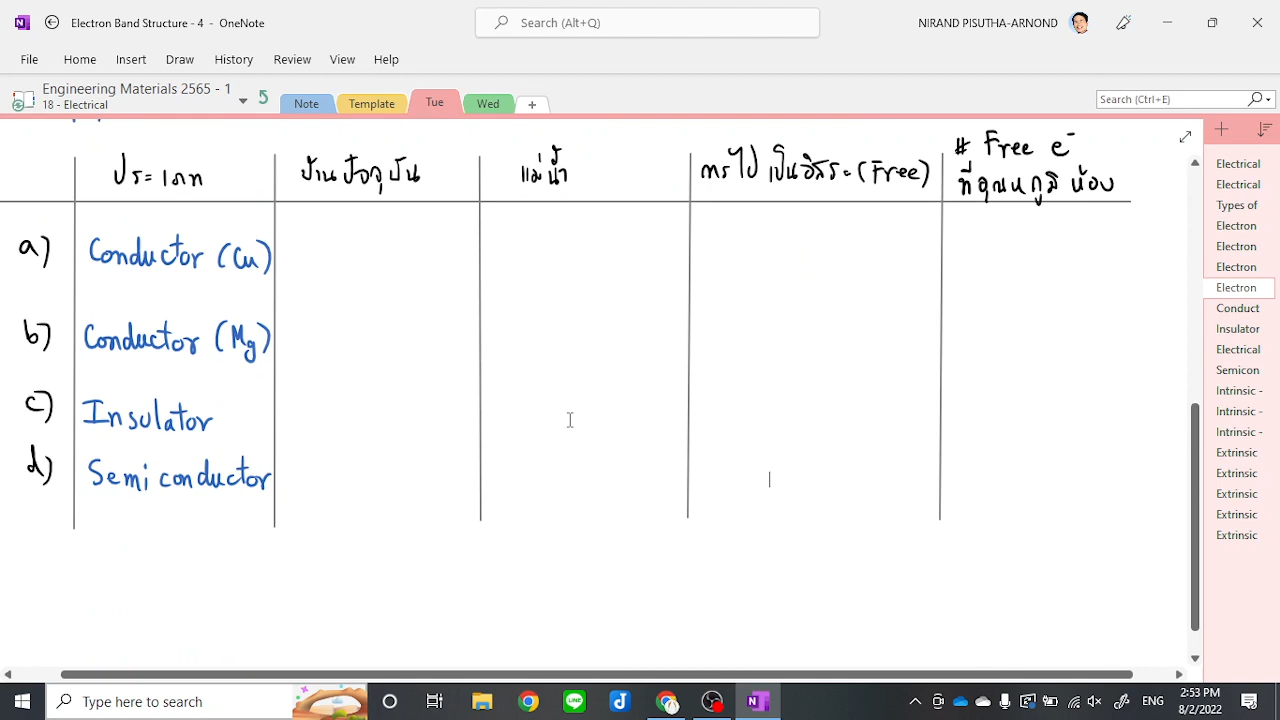 Electron Band Structure - 4 - OneNote
Search (Alt+Q)
NIRAND PISUTHA-ARNOND
File Home Insert Draw History Review View Help
Engineering Materials 2565 - 1
18 - Electrical
Note Template Tue Wed
Search (Ctrl+E)
ประเภท บ้านปัจจุบัน แม่น้ำ การไปเป็นอิสระ (Free) # Free e⁻
ที่อุณหภูมิห้อง
a) Conductor (Cu)
b) Conductor (Mg)
c) Insulator
d) Semiconductor
Electrical
Electrical
Types of
Electron
Electron
Electron
Electron
Conduct
Insulator
Electrical
Semicon
Intrinsic -
Intrinsic -
Intrinsic -
Extrinsic
Extrinsic
Extrinsic
Extrinsic
Extrinsic
Type here to search
LINE
ENG
2:53 PM
8/2/2022